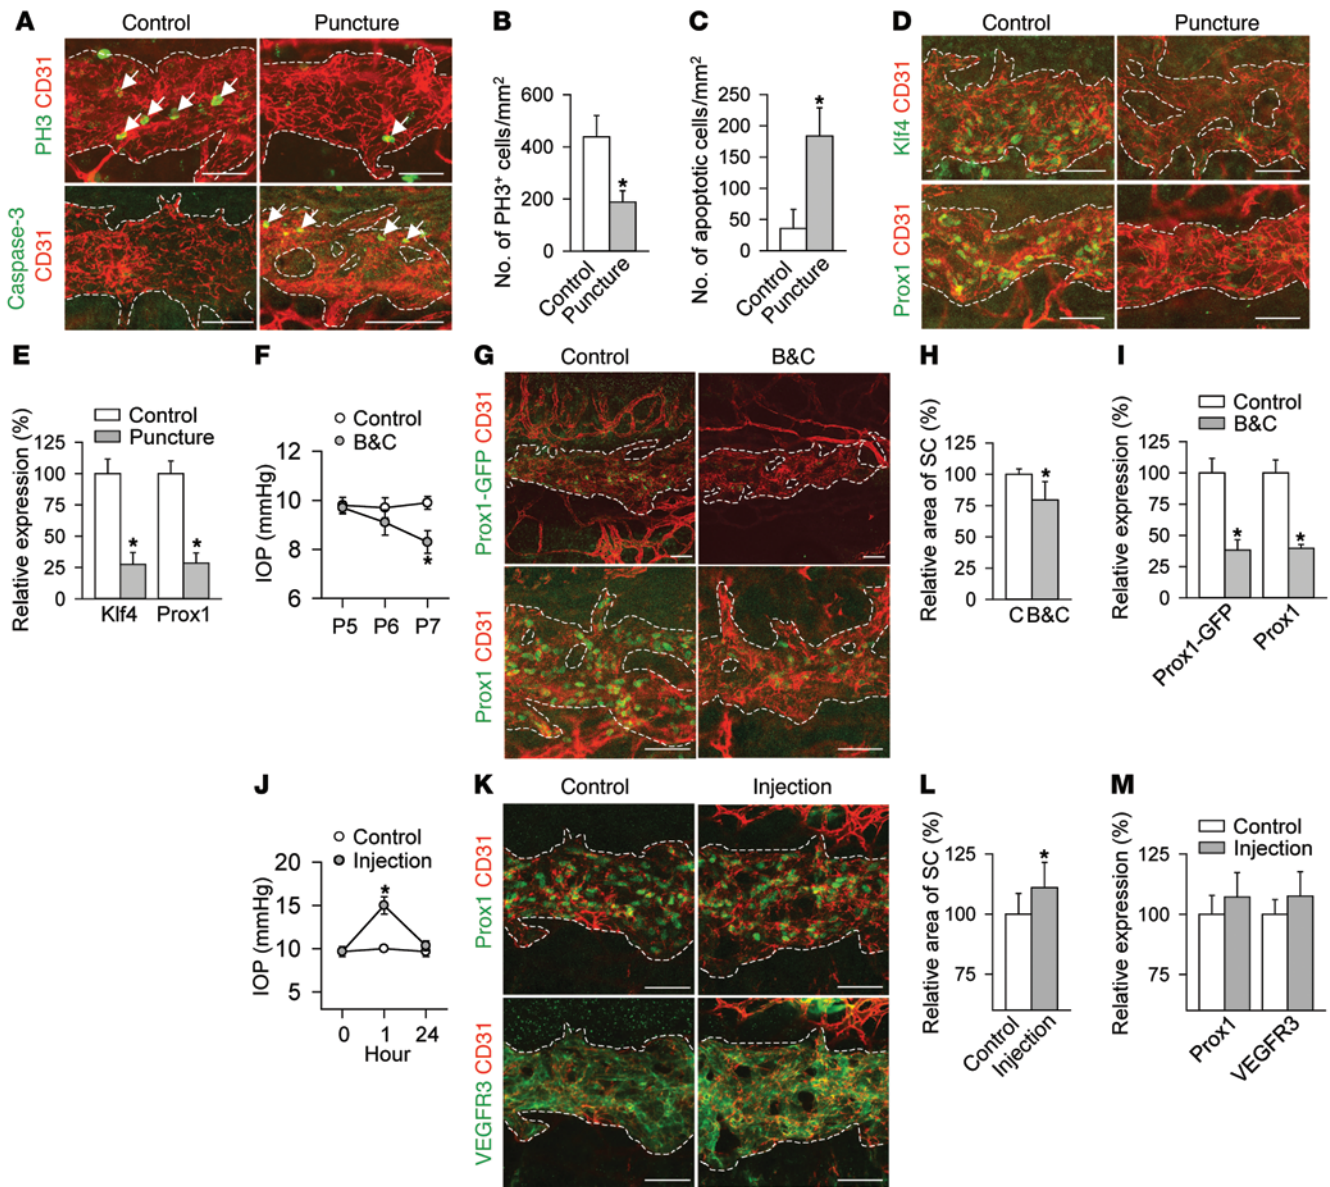 A
Control
Puncture
PH3 CD31
Caspase-3
CD31
B
No. of PH3+ cells/mm2
600
400
200
0
*
Control
Puncture
C
No. of apoptotic cells/mm2
250
200
150
100
50
0
*
Control
Puncture
D
Control
Puncture
Klf4 CD31
Prox1 CD31
E
Control
Puncture
Relative expression (%)
125
100
75
50
25
0
*
*
Klf4 Prox1
F
Control
B&C
IOP (mmHg)
12
10
8
6
*
P5 P6 P7
G
Control
B&C
Prox1-GFP CD31
Prox1 CD31
H
Relative area of SC (%)
125
100
75
50
25
0
*
C B&C
I
Control
B&C
Relative expression (%)
125
100
75
50
25
0
*
*
Prox1-GFP
Prox1
J
Control
Injection
IOP (mmHg)
20
15
10
5
*
0 1 24
Hour
K
Control
Injection
Prox1 CD31
VEGFR3 CD31
L
Relative area of SC (%)
125
100
75
*
Control
Injection
M
Control
Injection
Relative expression (%)
125
100
75
Prox1
VEGFR3